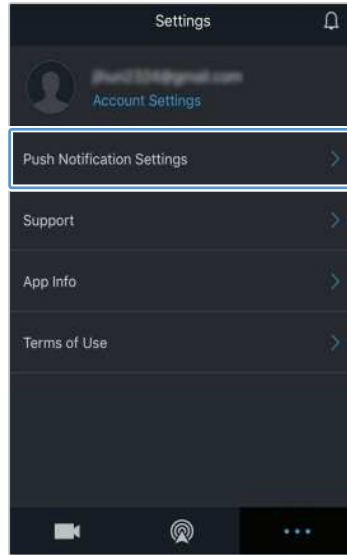 Settings
Account Settings
Push Notification Settings
Support
App Info
Terms of Use